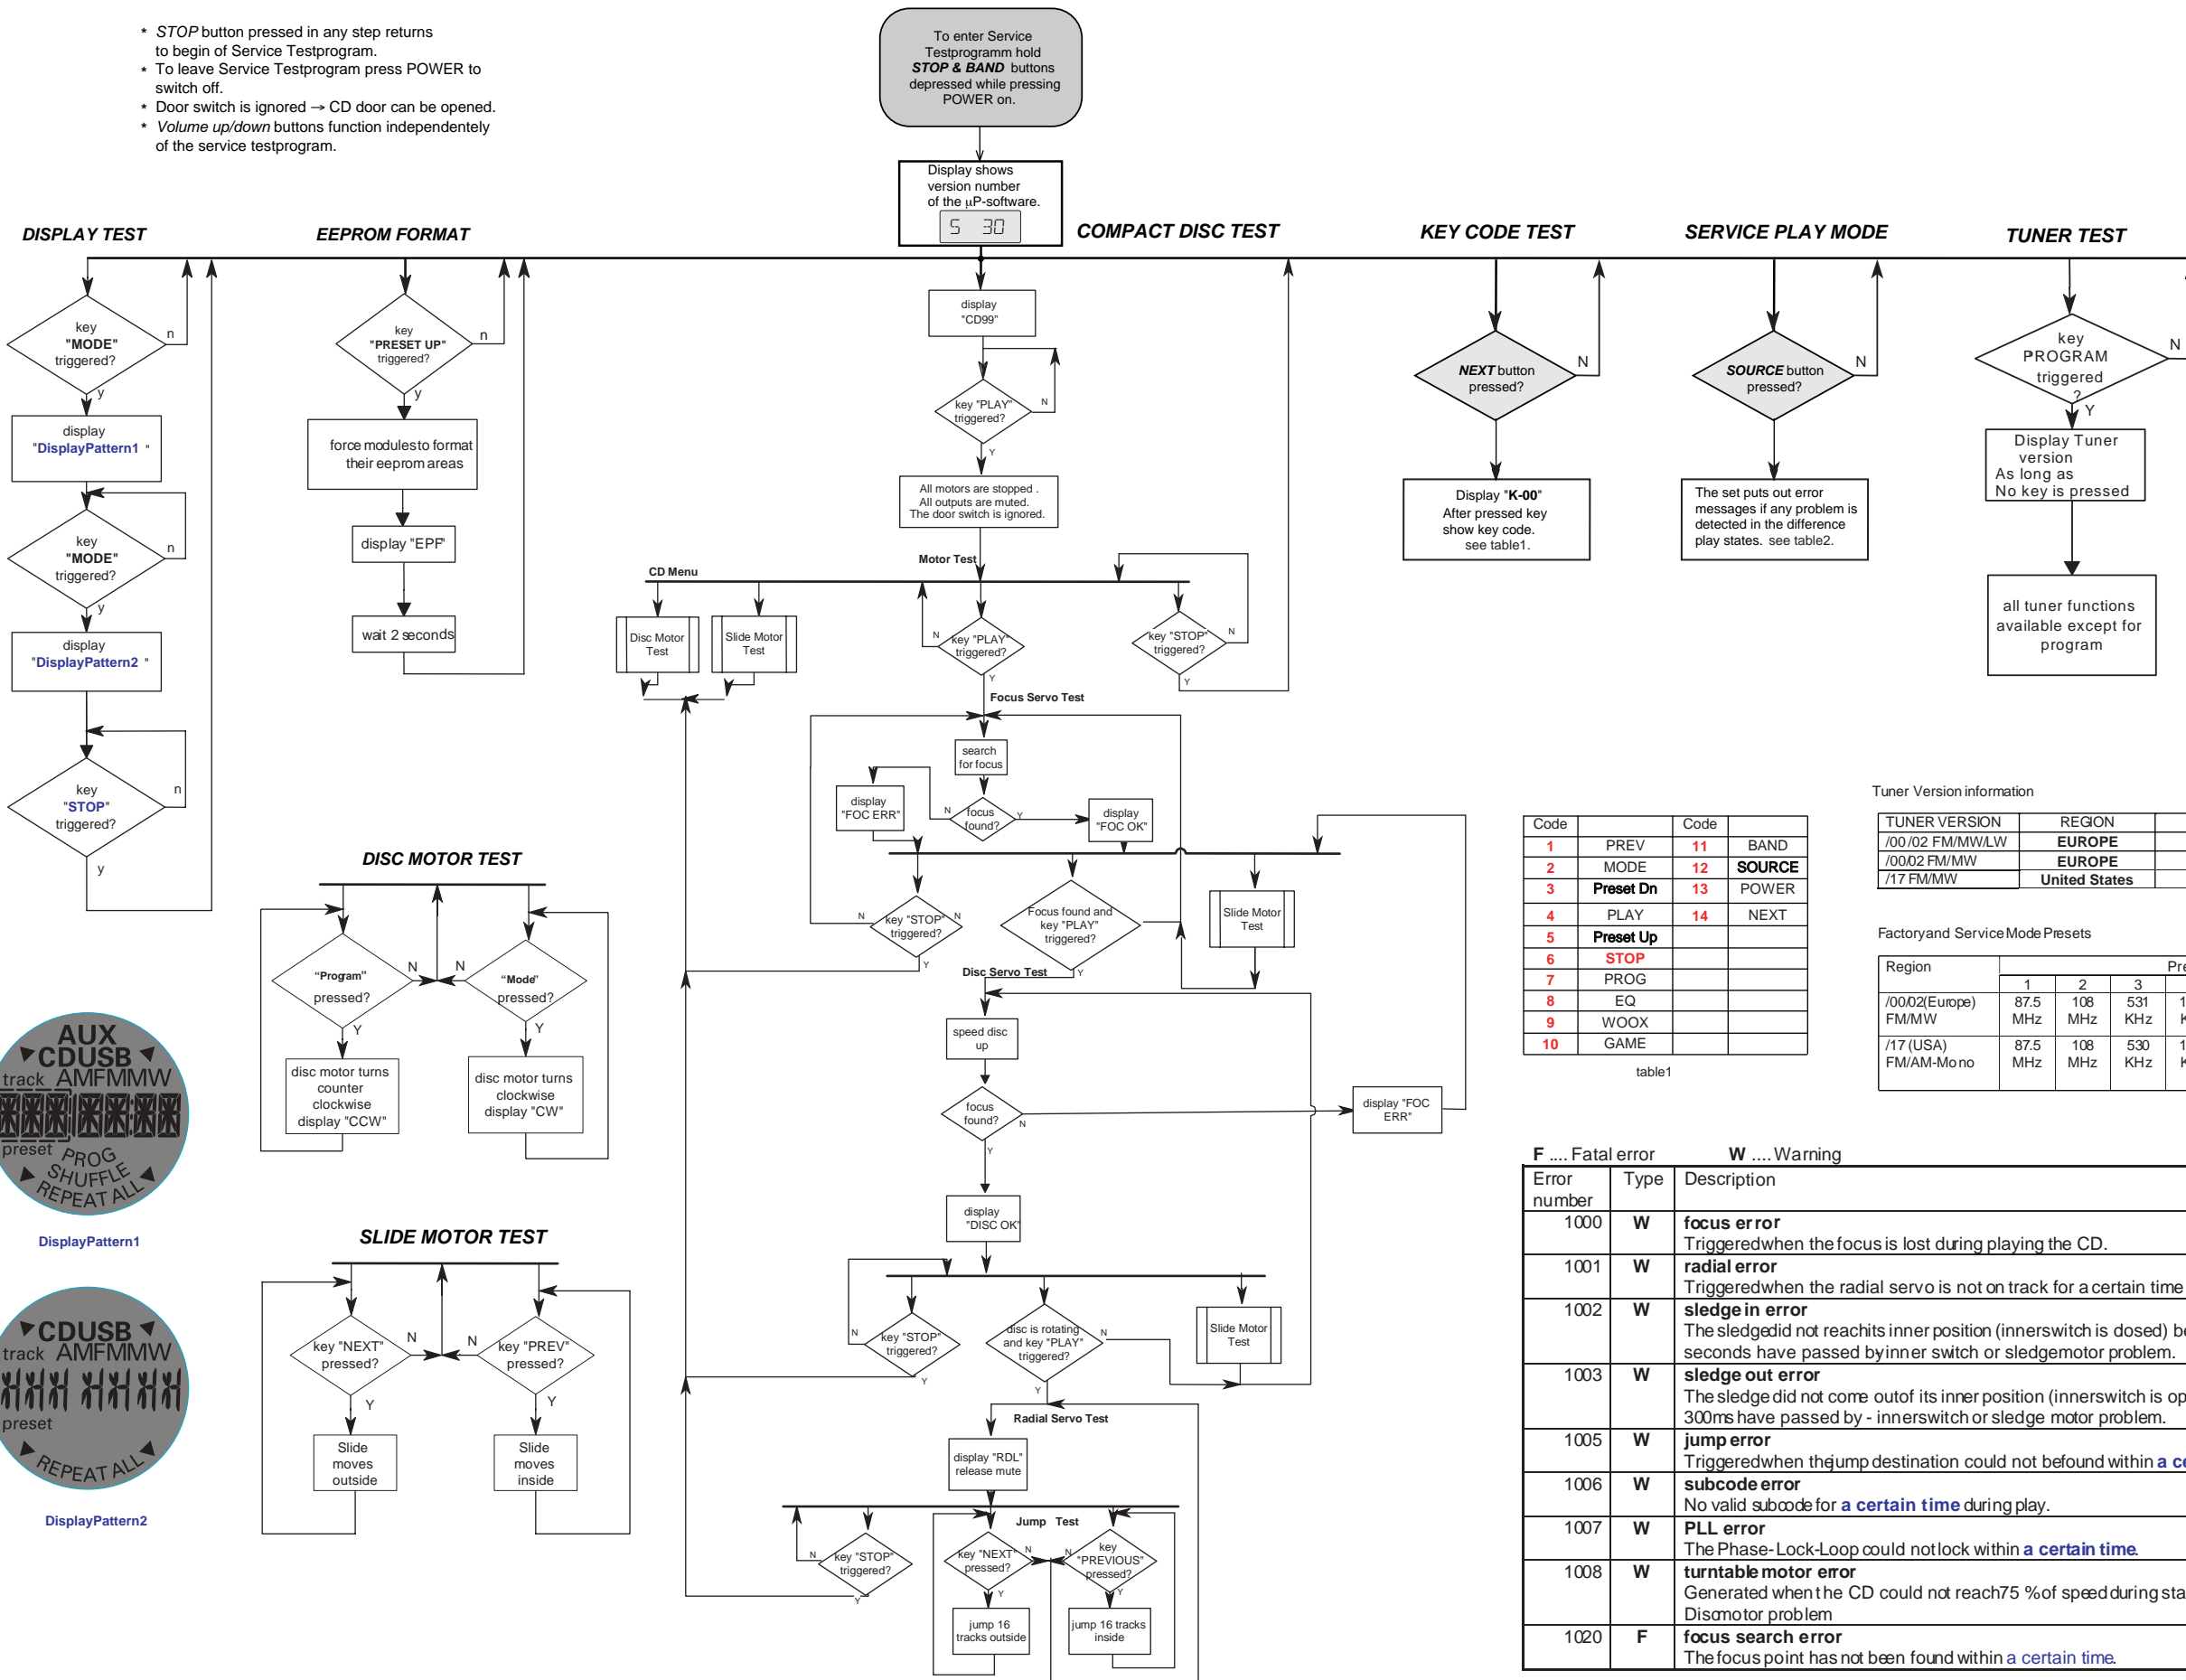 * STOP button pressed in any step returns
to begin of Service Testprogram.
* To leave Service Testprogram press POWER to
switch off.
* Door switch is ignored → CD door can be opened.
* Volume up/down buttons function independentely
of the service testprogram.
To enter Service
Testprogramm hold
STOP & BAND buttons
depressed while pressing
POWER on.
Display shows
version number
of the µP-software.
5 30
DISPLAY TEST
key
"MODE"
triggered?
n
y
display
"DisplayPattern1 "
key
"MODE"
triggered?
n
y
display
"DisplayPattern2 "
key
"STOP"
triggered?
n
y
EEPROM FORMAT
key
"PRESET UP"
triggered?
n
y
force modules to format
their eeprom areas
display "EPF"
wait 2 seconds
COMPACT DISC TEST
display
"CD99"
key "PLAY"
triggered?
N
Y
All motors are stopped .
All outputs are muted.
The door switch is ignored.
Motor Test
CD Menu
Disc Motor
Test
Slide Motor
Test
N
key "PLAY"
triggered?
Y
key "STOP"
triggered?
N
Y
Focus Servo Test
search
for focus
display
"FOC ERR"
N
focus
found?
Y
display
"FOC OK"
N
key "STOP"
triggered?
N
Y
Focus found and
key "PLAY"
triggered?
Y
Slide Motor
Test
Disc Servo Test
speed disc
up
focus
found?
N
Y
display "FOC
ERR"
display
"DISC OK"
N
key "STOP"
triggered?
Y
disc is rotating
and key "PLAY"
triggered?
N
Y
Slide Motor
Test
Radial Servo Test
display "RDL"
release mute
Jump Test
N
key "STOP"
triggered?
Y
key "NEXT"
pressed?
N
Y
N
key
"PREVIOUS"
pressed?
Y
jump 16
tracks outside
jump 16 tracks
inside
KEY CODE TEST
NEXT button
pressed?
N
Display "K-00"
After pressed key
show key code.
see table1.
SERVICE PLAY MODE
SOURCE button
pressed?
N
The set puts out error
messages if any problem is
detected in the difference
play states. see table2.
TUNER TEST
key
PROGRAM
triggered
?
N
Y
Display Tuner
version
As long as
No key is pressed
all tuner functions
available except for
program
DISC MOTOR TEST
"Program"
pressed?
N
Y
N
"Mode"
pressed?
Y
disc motor turns
counter
clockwise
display "CCW"
disc motor turns
clockwise
display "CW"
SLIDE MOTOR TEST
key "NEXT"
pressed?
N
Y
N
key "PREV"
pressed?
Y
Slide
moves
outside
Slide
moves
inside
AUX
CDUSB
track AMFMMW
preset PROG
SHUFFLE
REPEAT ALL
DisplayPattern1
CDUSB
track AMFMMW
preset
REPEAT ALL
DisplayPattern2
Code Code
1 PREV 11 BAND
2 MODE 12 SOURCE
3 Preset Dn 13 POWER
4 PLAY 14 NEXT
5 Preset Up
6 STOP
7 PROG
8 EQ
9 WOOX
10 GAME
table1
Tuner Version information
TUNER VERSION REGION
/00/02 FM/MW/LW EUROPE
/00/02 FM/MW EUROPE
/17 FM/MW United States
Factory and Service Mode Presets
Region Pre
1 2 3
/00/02(Europe) 87.5 108 531 1
FM/MW MHz MHz KHz K
/17 (USA) 87.5 108 530 1
FM/AM-Mono MHz MHz KHz K
F .... Fatal error W .... Warning
Error Type Description
number
1000 W focus error
Triggered when the focus is lost during playing the CD.
1001 W radial error
Triggered when the radial servo is not on track for a certain time
1002 W sledge in error
The sledge did not reach its inner position (inner switch is closed) be
seconds have passed by inner switch or sledge motor problem.
1003 W sledge out error
The sledge did not come out of its inner position (inner switch is op
300ms have passed by - inner switch or sledge motor problem.
1005 W jump error
Triggered when the jump destination could not be found within a ce
1006 W subcode error
No valid subcode for a certain time during play.
1007 W PLL error
The Phase-Lock-Loop could not lock within a certain time.
1008 W turntable motor error
Generated when the CD could not reach 75 % of speed during sta
Discmotor problem
1020 F focus search error
The focus point has not been found within a certain time.